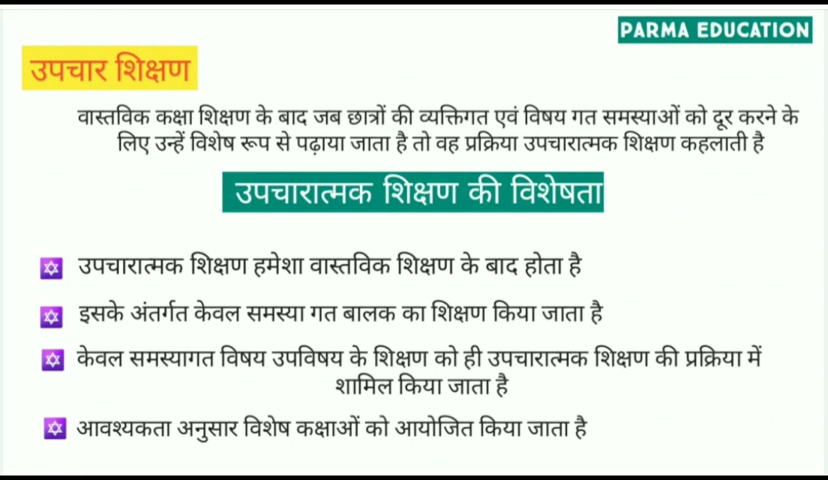 PARMA EDUCATION
उपचार शिक्षण
वास्तविक कक्षा शिक्षण के बाद जब छात्रों की व्यक्तिगत एवं विषय गत समस्याओं को दूर करने के
लिए उन्हें विशेष रूप से पढ़ाया जाता है तो वह प्रक्रिया उपचारात्मक शिक्षण कहलाती है
उपचारात्मक शिक्षण की विशेषता
उपचारात्मक शिक्षण हमेशा वास्तविक शिक्षण के बाद होता है
इसके अंतर्गत केवल समस्या गत बालक का शिक्षण किया जाता है
केवल समस्यागत विषय उपविषय के शिक्षण को ही उपचारात्मक शिक्षण की प्रक्रिया में
शामिल किया जाता है
आवश्यकता अनुसार विशेष कक्षाओं को आयोजित किया जाता है